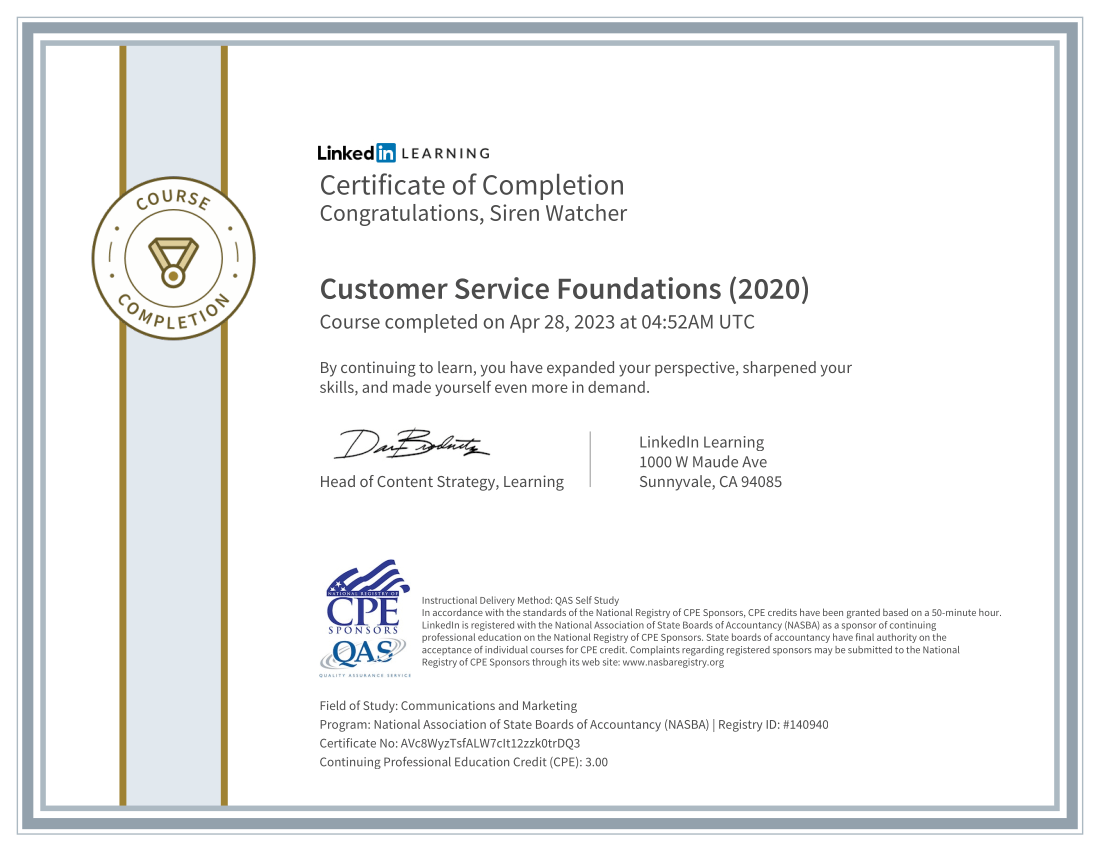 COURSE
COMPLETION
Linked in LEARNING
Certificate of Completion
Congratulations, Siren Watcher
Customer Service Foundations (2020)
Course completed on Apr 28, 2023 at 04:52AM UTC
By continuing to learn, you have expanded your perspective, sharpened your
skills, and made yourself even more in demand.
Head of Content Strategy, Learning
LinkedIn Learning
1000 W Maude Ave
Sunnyvale, CA 94085
NATIONAL REGISTRY OF
CPE
SPONSORS
QAS
QUALITY ASSURANCE SERVICE
Instructional Delivery Method: QAS Self Study
In accordance with the standards of the National Registry of CPE Sponsors, CPE credits have been granted based on a 50-minute hour.
LinkedIn is registered with the National Association of State Boards of Accountancy (NASBA) as a sponsor of continuing
professional education on the National Registry of CPE Sponsors. State boards of accountancy have final authority on the
acceptance of individual courses for CPE credit. Complaints regarding registered sponsors may be submitted to the National
Registry of CPE Sponsors through its web site: www.nasbaregistry.org
Field of Study: Communications and Marketing
Program: National Association of State Boards of Accountancy (NASBA) | Registry ID: #140940
Certificate No: AVc8WyzTsfALW7cIt12zzk0trDQ3
Continuing Professional Education Credit (CPE): 3.00